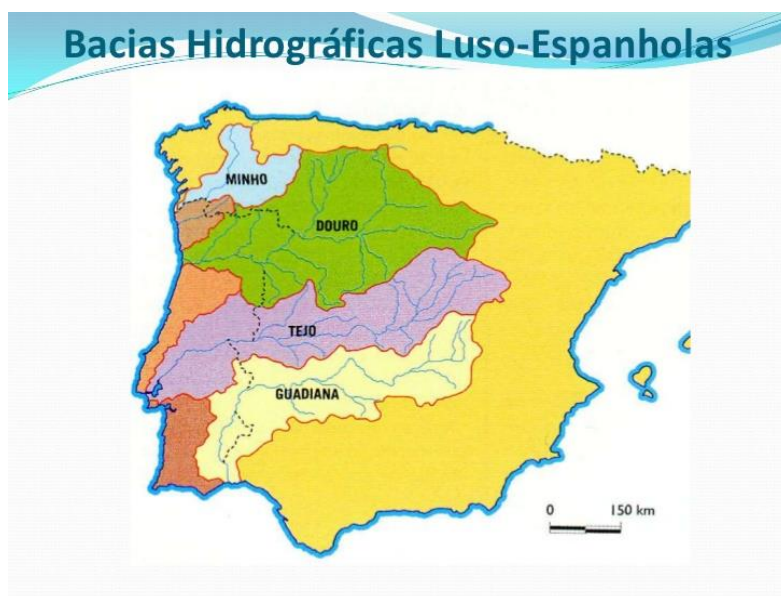 Bacias Hidrográficas Luso-Espanholas
MINHO
DOURO
TEJO
GUADIANA
0 150 km